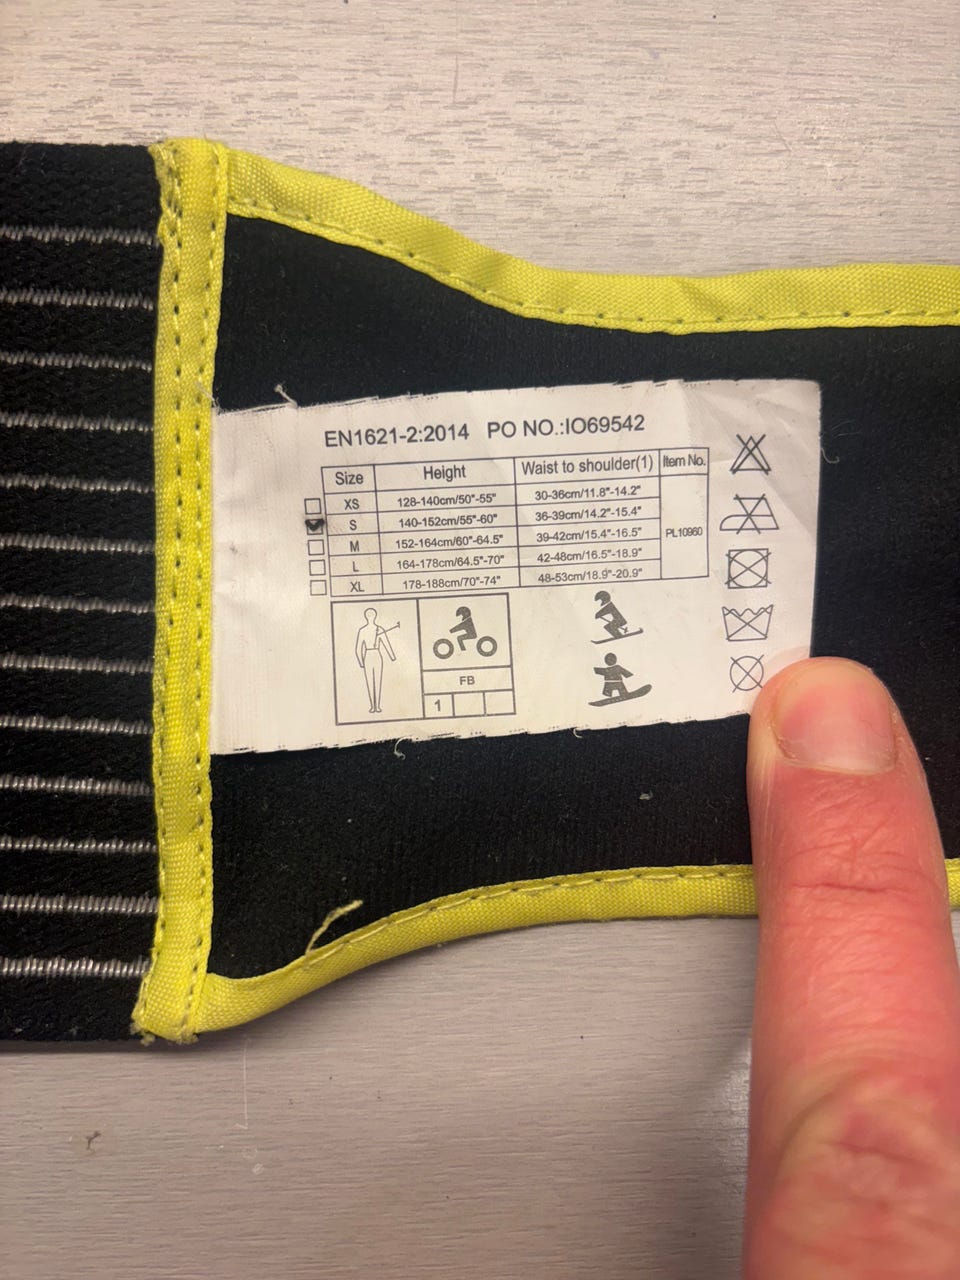 EN1621-2:2014 PO NO.:IO69542
Size Height Waist to shoulder(1) Item No.
XS 128-140cm/50"-55" 30-36cm/11.8"-14.2"
S 140-152cm/55"-60" 36-39cm/14.2"-15.4"
M 152-164cm/60"-64.5" 39-42cm/15.4"-16.5" PL10960
L 164-178cm/64.5"-70" 42-48cm/16.5"-18.9"
XL 178-188cm/70"-74" 48-53cm/18.9"-20.9"
FB
1